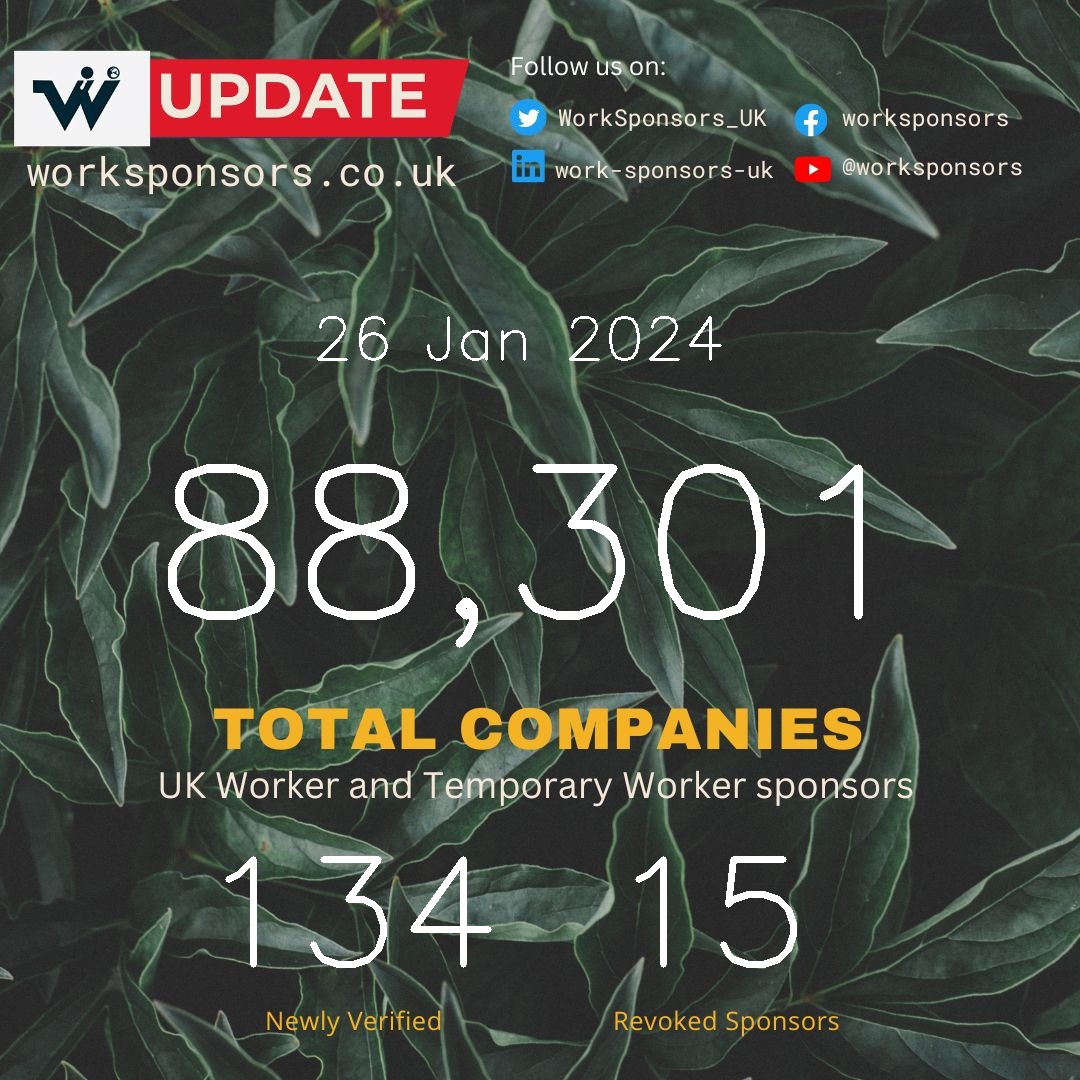 W UPDATE
worksponsors.co.uk
Follow us on:
WorkSponsors_UK worksponsors
work-sponsors-uk @worksponsors
26 Jan 2024
88,301
TOTAL COMPANIES
UK Worker and Temporary Worker sponsors
134 15
Newly Verified Revoked Sponsors